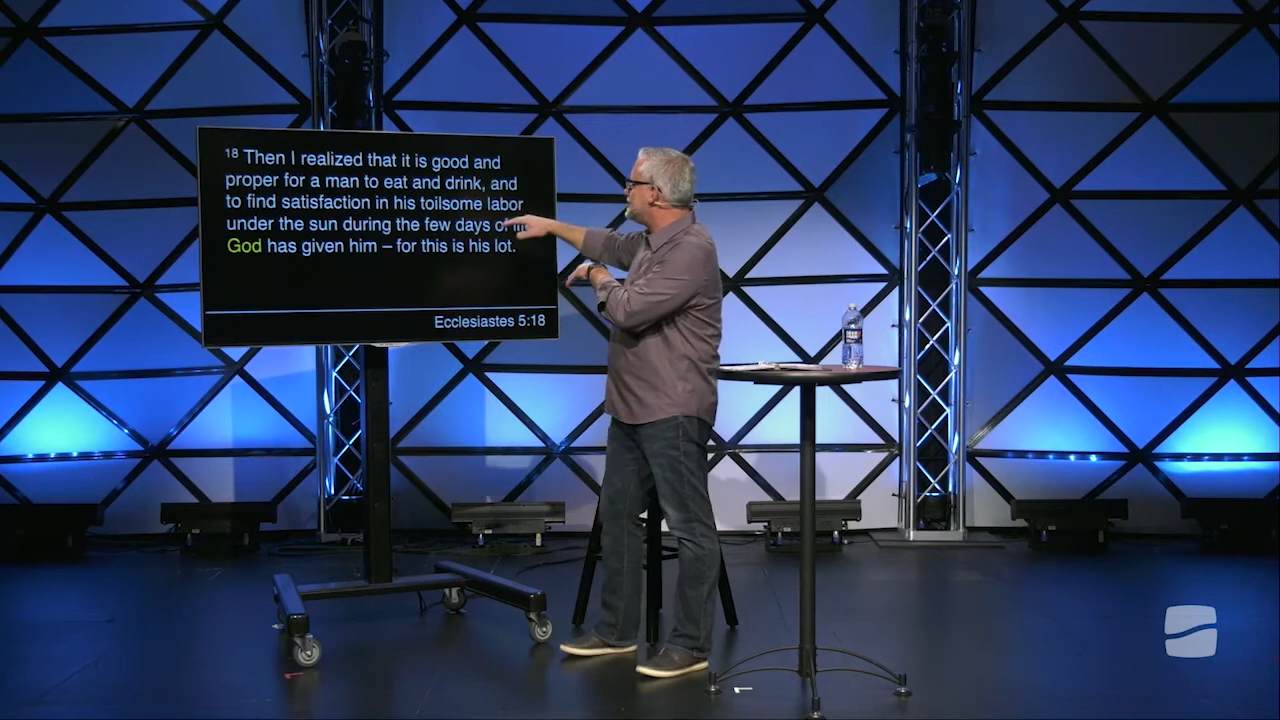 18 Then I realized that it is good and
proper for a man to eat and drink, and
to find satisfaction in his toilsome labor
under the sun during the few days
God has given him – for this is his lot.
Ecclesiastes 5:18